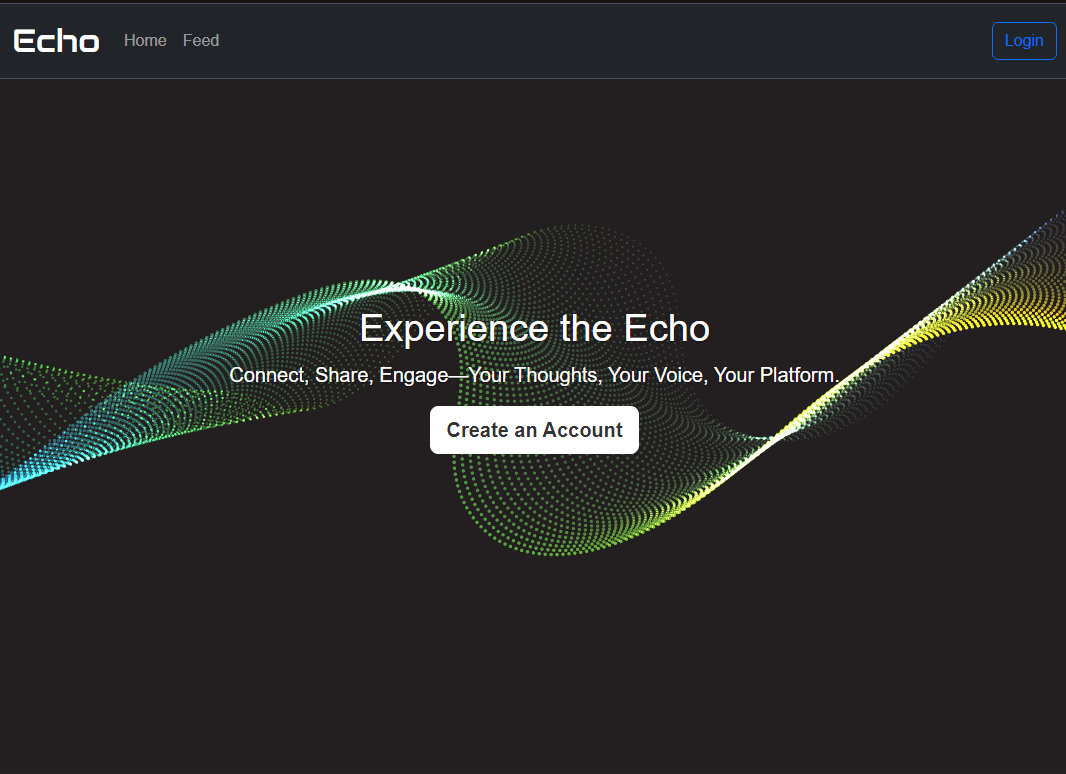 Echo Home Feed Login
Experience the Echo
Connect, Share, Engage—Your Thoughts, Your Voice, Your Platform.
Create an Account